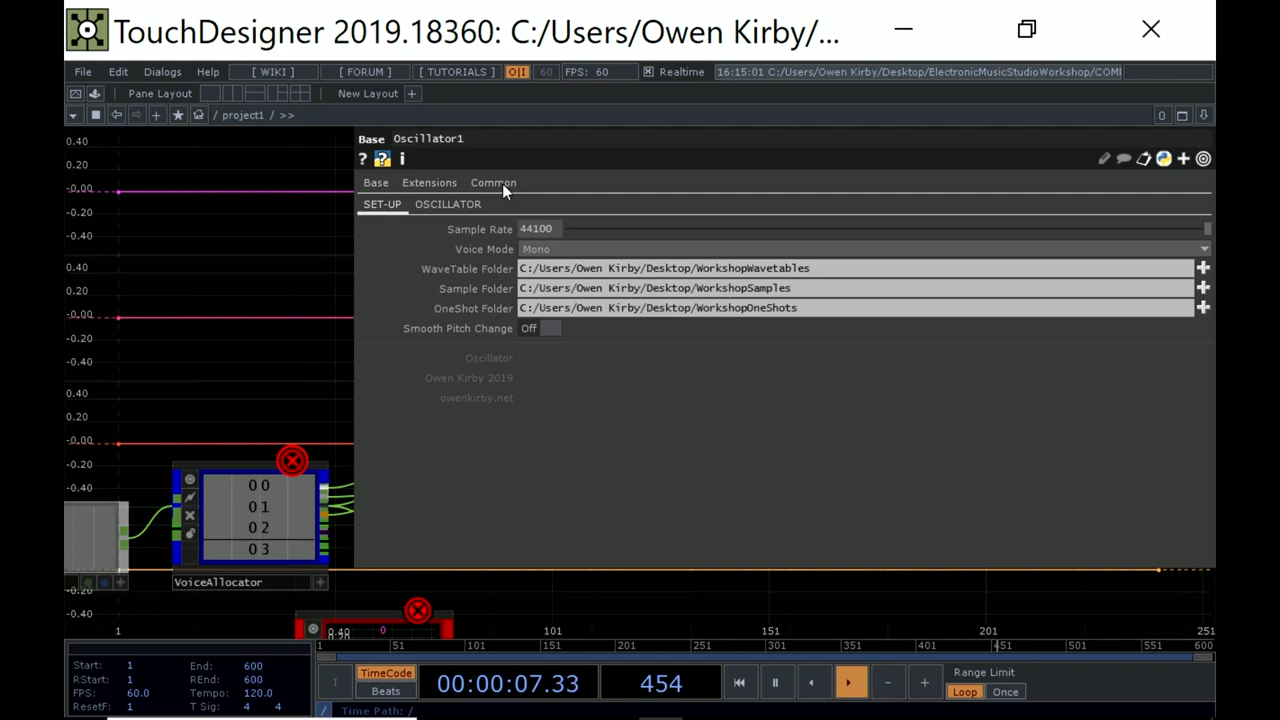 TouchDesigner 2019.18360: C:/Users/Owen Kirby/...
File Edit Dialogs Help [ WIKI ] [ FORUM ] [ TUTORIALS ] O|I 60 FPS: 60 Realtime 16:15:01 C:/Users/Owen Kirby/Desktop/ElectronicMusicStudioWorkshop/COMI
Pane Layout New Layout +
/ project1 / >> 0
Base Oscillator1
? ? i
Base Extensions Common
SET-UP OSCILLATOR
Sample Rate 44100
Voice Mode Mono
WaveTable Folder C:/Users/Owen Kirby/Desktop/WorkshopWavetables
Sample Folder C:/Users/Owen Kirby/Desktop/WorkshopSamples
OneShot Folder C:/Users/Owen Kirby/Desktop/WorkshopOneShots
Smooth Pitch Change Off
Oscillator
Owen Kirby 2019
owenkirby.net
0.40
0.20
-0.00
-0.20
-0.40
0.40
0.20
-0.00
-0.20
-0.40
0.40
0.20
-0.00
-0.20
-0.40
0 0
0 1
0 2
0 3
VoiceAllocator
-0.20
-0.40
1 0.40 0 101 151 201 251
1 51 101 151 201 251 301 351 401 451 501 551 600
Start: 1 End: 600
RStart: 1 REnd: 600
FPS: 60.0 Tempo: 120.0
ResetF: 1 T Sig: 4 4
TimeCode
Beats
00:00:07.33 454
Range Limit
Loop Once
/ Time Path: /